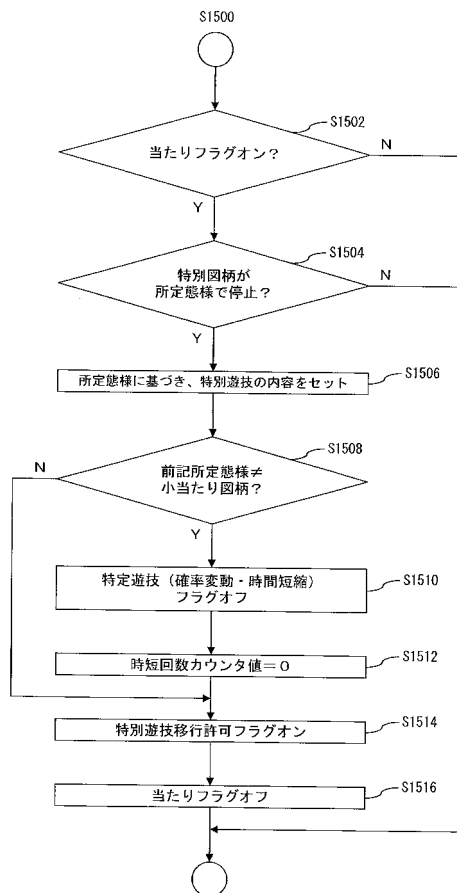 S1500
S1502
当たりフラグオン？
N
Y
S1504
特別図柄が
所定態様で停止？
N
Y
所定態様に基づき、特別遊技の内容をセット
S1506
S1508
N
前記所定態様≠
小当たり図柄？
Y
特定遊技（確率変動・時間短縮）
フラグオフ
S1510
時短回数カウンタ値＝０
S1512
特別遊技移行許可フラグオン
S1514
当たりフラグオフ
S1516